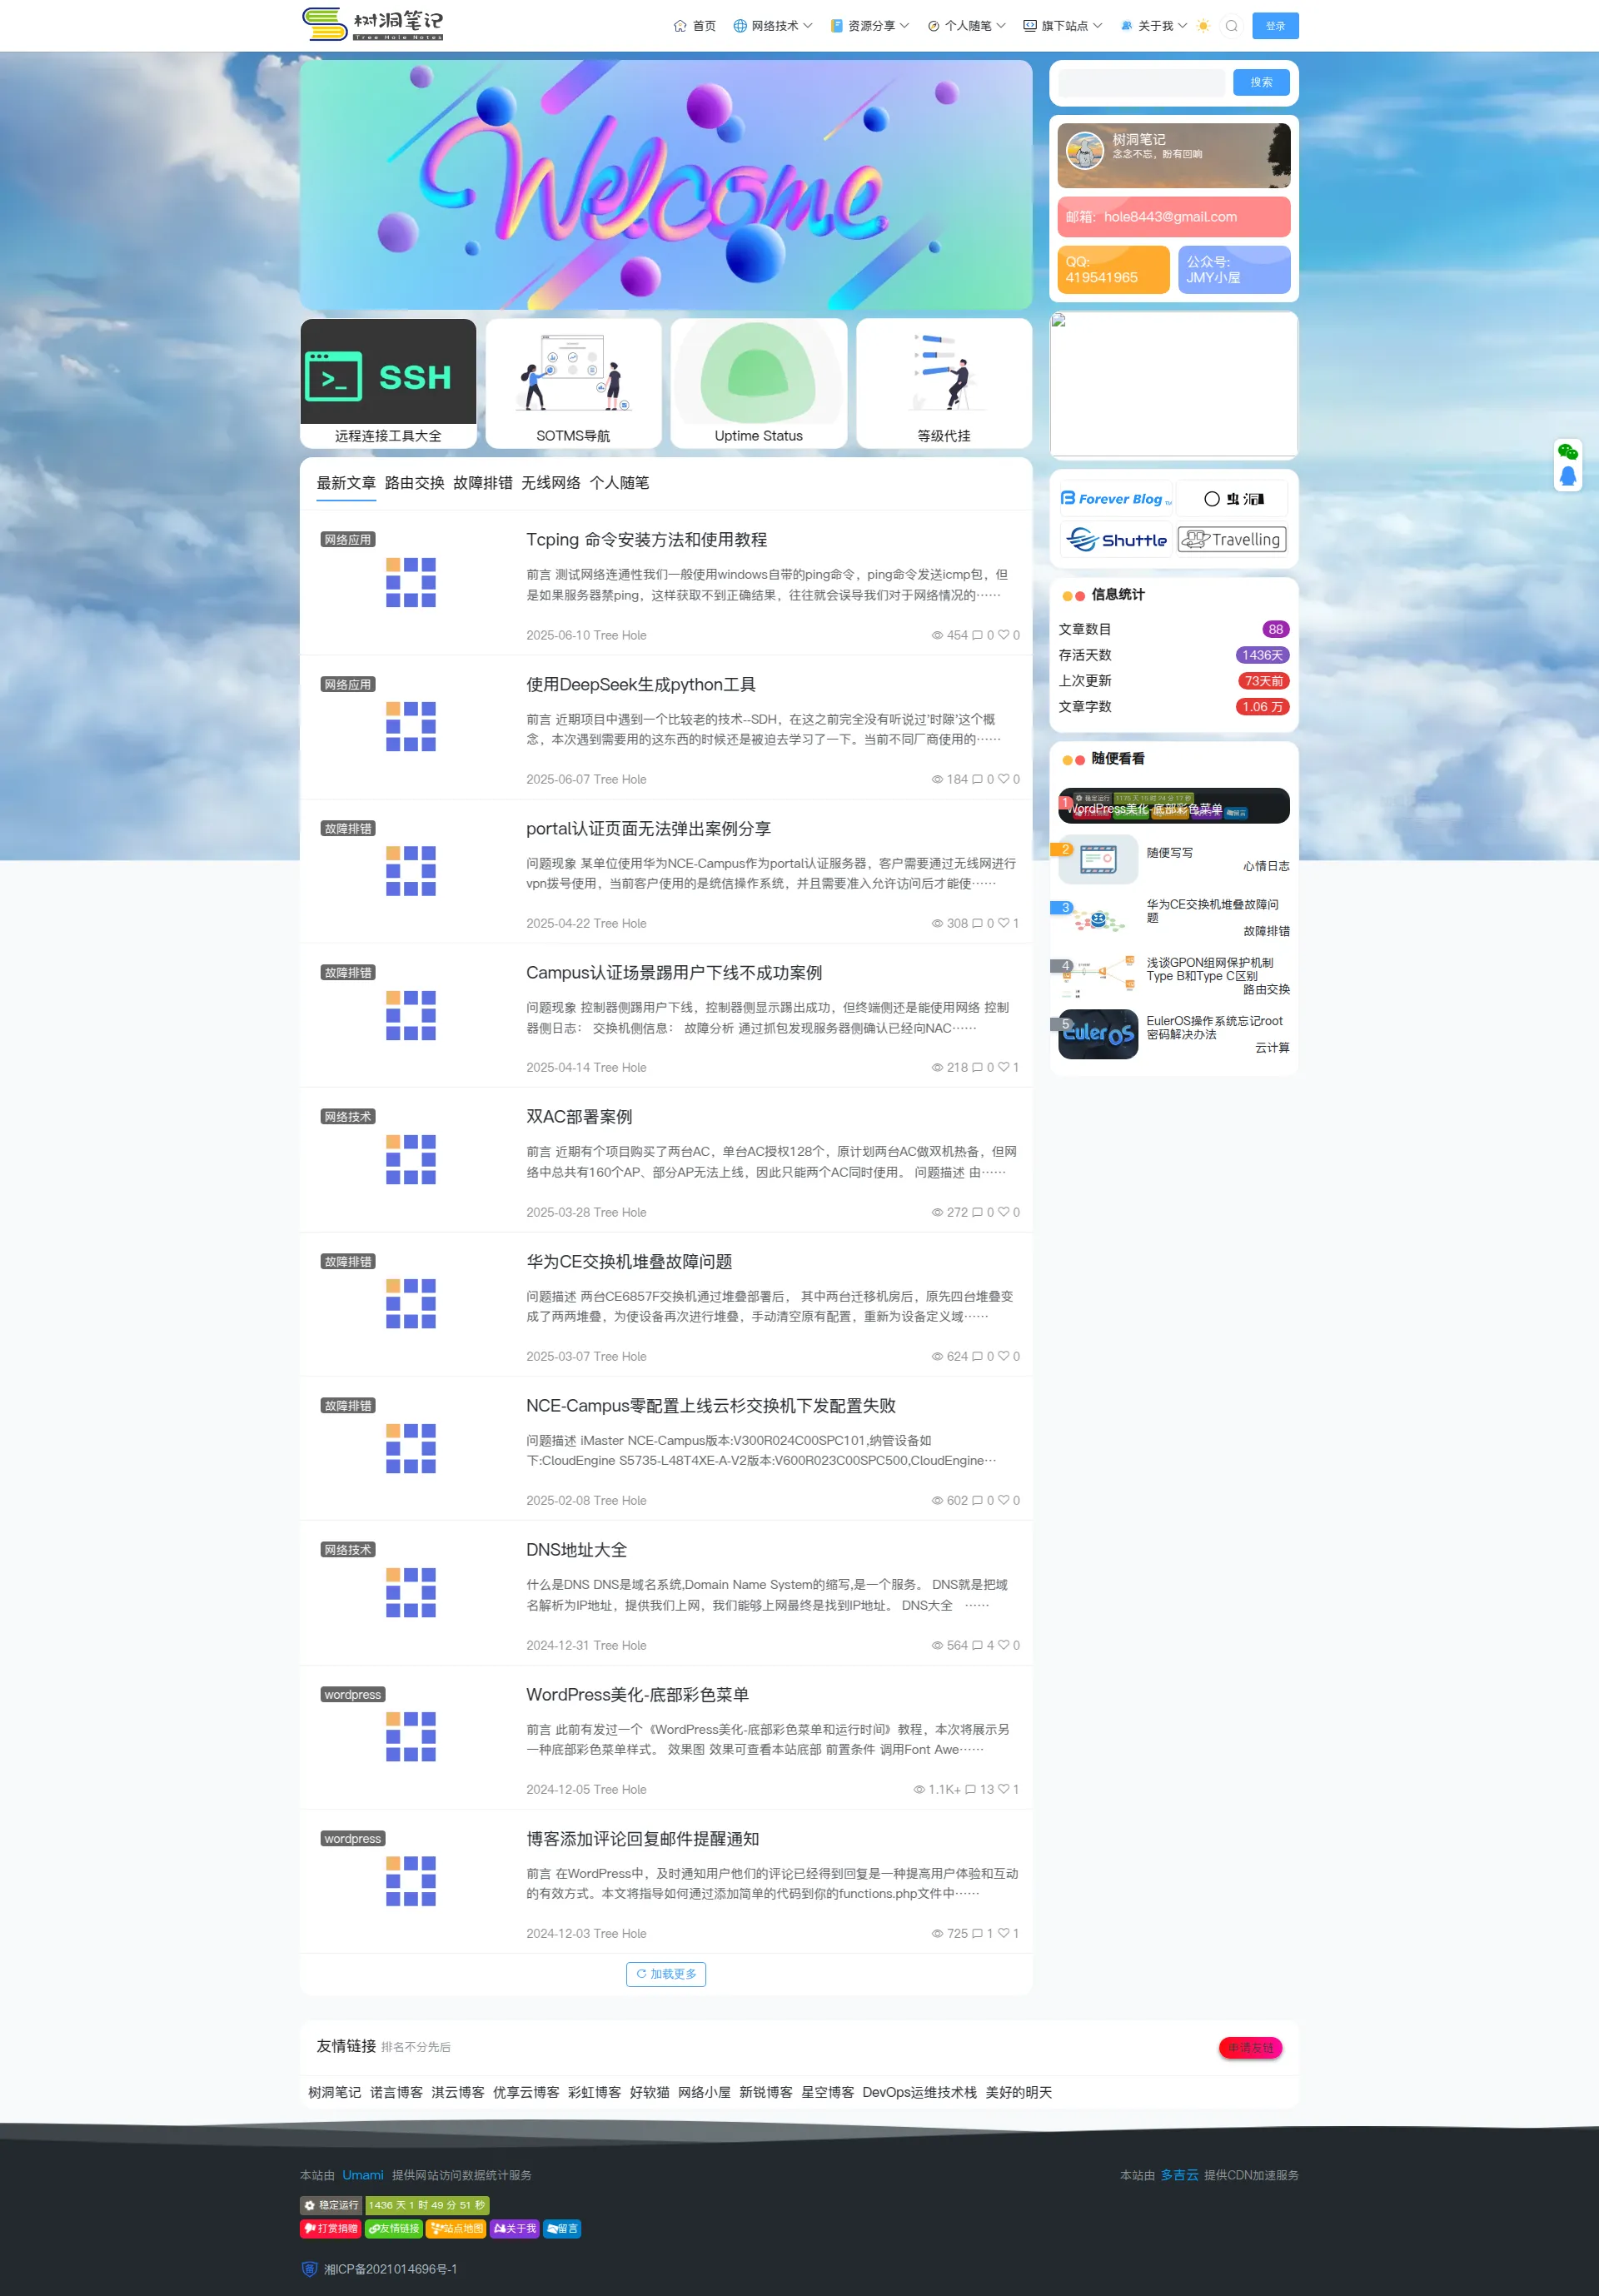 树洞笔记
Tree Hole Notes
首页 网络技术 资源分享 个人随笔 旗下站点 关于我 登录
Welcome
搜索
树洞笔记
念念不忘，盼有回响
邮箱：hole8443@gmail.com
QQ:
419541965
公众号:
JMY小屋
SSH
远程连接工具大全
SOTMS导航
Uptime Status
等级代挂
最新文章 路由交换 故障排错 无线网络 个人随笔
网络应用
Tcping 命令安装方法和使用教程
前言 测试网络连通性我们一般使用windows自带的ping命令，ping命令发送icmp包，但
是如果服务器禁ping，这样获取不到正确结果，往往就会误导我们对于网络情况的……
2025-06-10 Tree Hole
454 0 0
网络应用
使用DeepSeek生成python工具
前言 近期项目中遇到一个比较老的技术--SDH，在这之前完全没有听说过'时隙'这个概
念，本次遇到需要用的这东西的时候还是被迫去学习了一下。当前不同厂商使用的……
2025-06-07 Tree Hole
184 0 0
故障排错
portal认证页面无法弹出案例分享
问题现象 某单位使用华为NCE-Campus作为portal认证服务器，客户需要通过无线网进行
vpn拨号使用，当前客户使用的是统信操作系统，并且需要准入允许访问后才能使……
2025-04-22 Tree Hole
308 0 1
故障排错
Campus认证场景踢用户下线不成功案例
问题现象 控制器侧踢用户下线，控制器侧显示踢出成功，但终端侧还是能使用网络 控制
器侧日志： 交换机侧信息： 故障分析 通过抓包发现服务器侧确认已经向NAC……
2025-04-14 Tree Hole
218 0 1
网络技术
双AC部署案例
前言 近期有个项目购买了两台AC，单台AC授权128个，原计划两台AC做双机热备，但网
络中总共有160个AP、部分AP无法上线，因此只能两个AC同时使用。 问题描述 由……
2025-03-28 Tree Hole
272 0 0
故障排错
华为CE交换机堆叠故障问题
问题描述 两台CE6857F交换机通过堆叠部署后， 其中两台迁移机房后，原先四台堆叠变
成了两两堆叠，为使设备再次进行堆叠，手动清空原有配置，重新为设备定义域……
2025-03-07 Tree Hole
624 0 0
故障排错
NCE-Campus零配置上线云杉交换机下发配置失败
问题描述 iMaster NCE-Campus版本:V300R024C00SPC101,纳管设备如
下:CloudEngine S5735-L48T4XE-A-V2版本:V600R023C00SPC500,CloudEngine…
2025-02-08 Tree Hole
602 0 0
网络技术
DNS地址大全
什么是DNS DNS是域名系统,Domain Name System的缩写,是一个服务。 DNS就是把域
名解析为IP地址，提供我们上网，我们能够上网最终是找到IP地址。 DNS大全 ……
2024-12-31 Tree Hole
564 4 0
wordpress
WordPress美化-底部彩色菜单
前言 此前有发过一个《WordPress美化-底部彩色菜单和运行时间》教程，本次将展示另
一种底部彩色菜单样式。 效果图 效果可查看本站底部 前置条件 调用Font Awe……
2024-12-05 Tree Hole
1.1K+ 13 1
wordpress
博客添加评论回复邮件提醒通知
前言 在WordPress中，及时通知用户他们的评论已经得到回复是一种提高用户体验和互动
的有效方式。本文将指导如何通过添加简单的代码到你的functions.php文件中……
2024-12-03 Tree Hole
725 1 1
加载更多
Forever Blog
虫洞
Shuttle
Travelling
信息统计
文章数目 88
存活天数 1436天
上次更新 73天前
文章字数 1.06 万
随便看看
1
WordPress美化-底部彩色菜单
2
随便写写
心情日志
3
华为CE交换机堆叠故障问
题
故障排错
4
浅谈GPON组网保护机制
Type B和Type C区别
路由交换
5
EulerOS
EulerOS操作系统忘记root
密码解决办法
云计算
友情链接 排名不分先后
申请友链
树洞笔记 诺言博客 淇云博客 优享云博客 彩虹博客 好软猫 网络小屋 新锐博客 星空博客 DevOps运维技术栈 美好的明天
本站由 Umami 提供网站访问数据统计服务
本站由 多吉云 提供CDN加速服务
稳定运行 1436 天 1 时 49 分 51 秒
打赏捐赠 友情链接 站点地图 关于我 留言
湘ICP备2021014696号-1